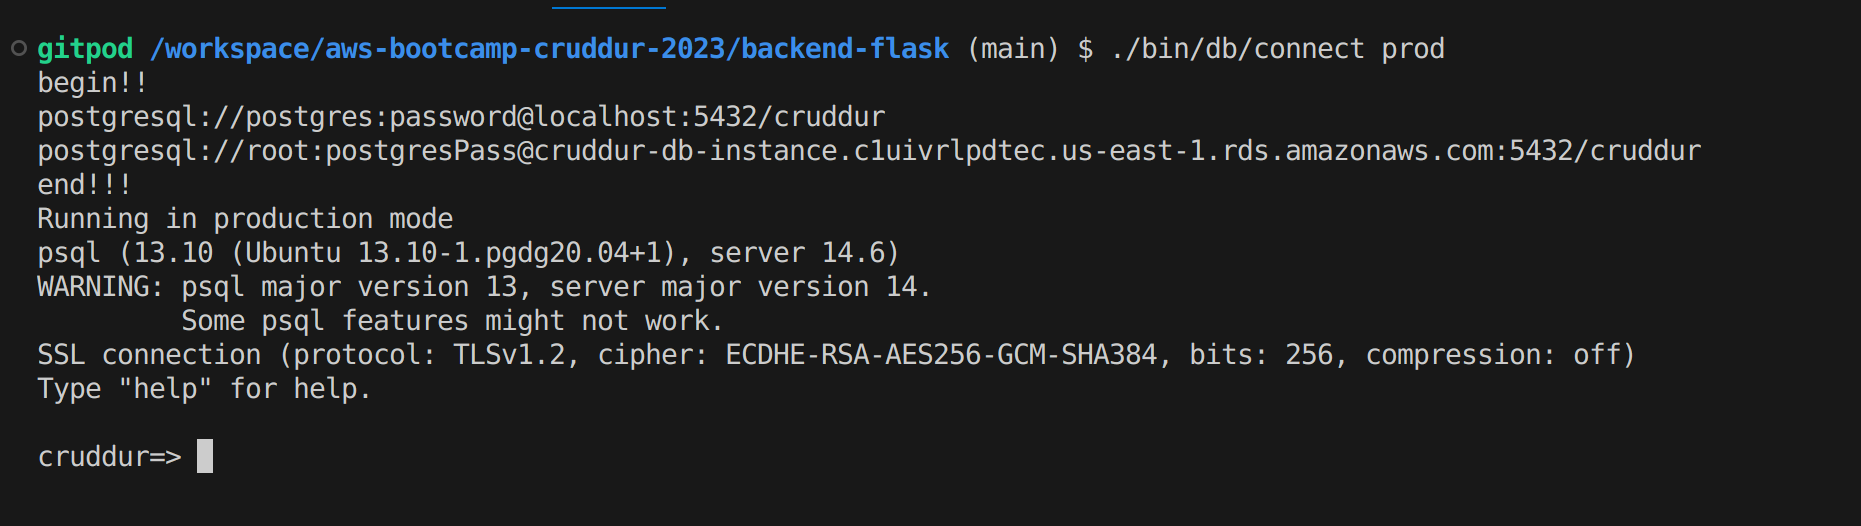 gitpod /workspace/aws-bootcamp-cruddur-2023/backend-flask (main) $ ./bin/db/connect prod
begin!!
postgresql://postgres:password@localhost:5432/cruddur
postgresql://root:postgresPass@cruddur-db-instance.c1uivrlpdtec.us-east-1.rds.amazonaws.com:5432/cruddur
end!!!
Running in production mode
psql (13.10 (Ubuntu 13.10-1.pgdg20.04+1), server 14.6)
WARNING: psql major version 13, server major version 14.
         Some psql features might not work.
SSL connection (protocol: TLSv1.2, cipher: ECDHE-RSA-AES256-GCM-SHA384, bits: 256, compression: off)
Type "help" for help.
cruddur=>